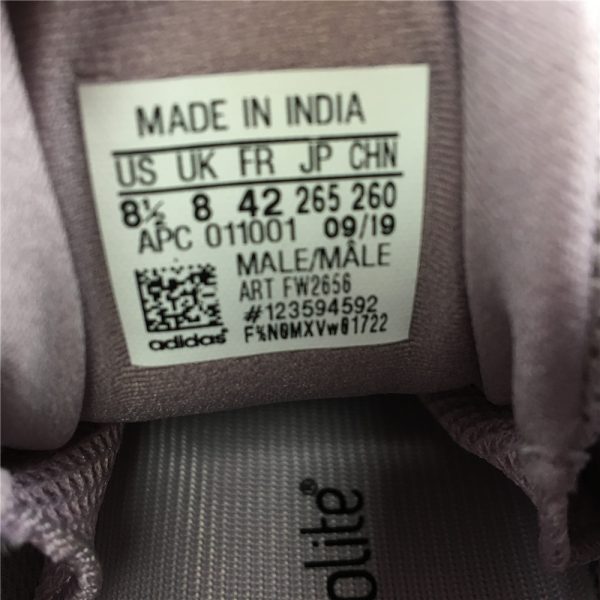 MADE IN INDIA
US UK FR JP CHN
8½ 8 42 265 260
APC 011001 09/19
MALE/MÂLE
ART FW2656
#123594592
F%N0MXVw01722
adidas
olite®